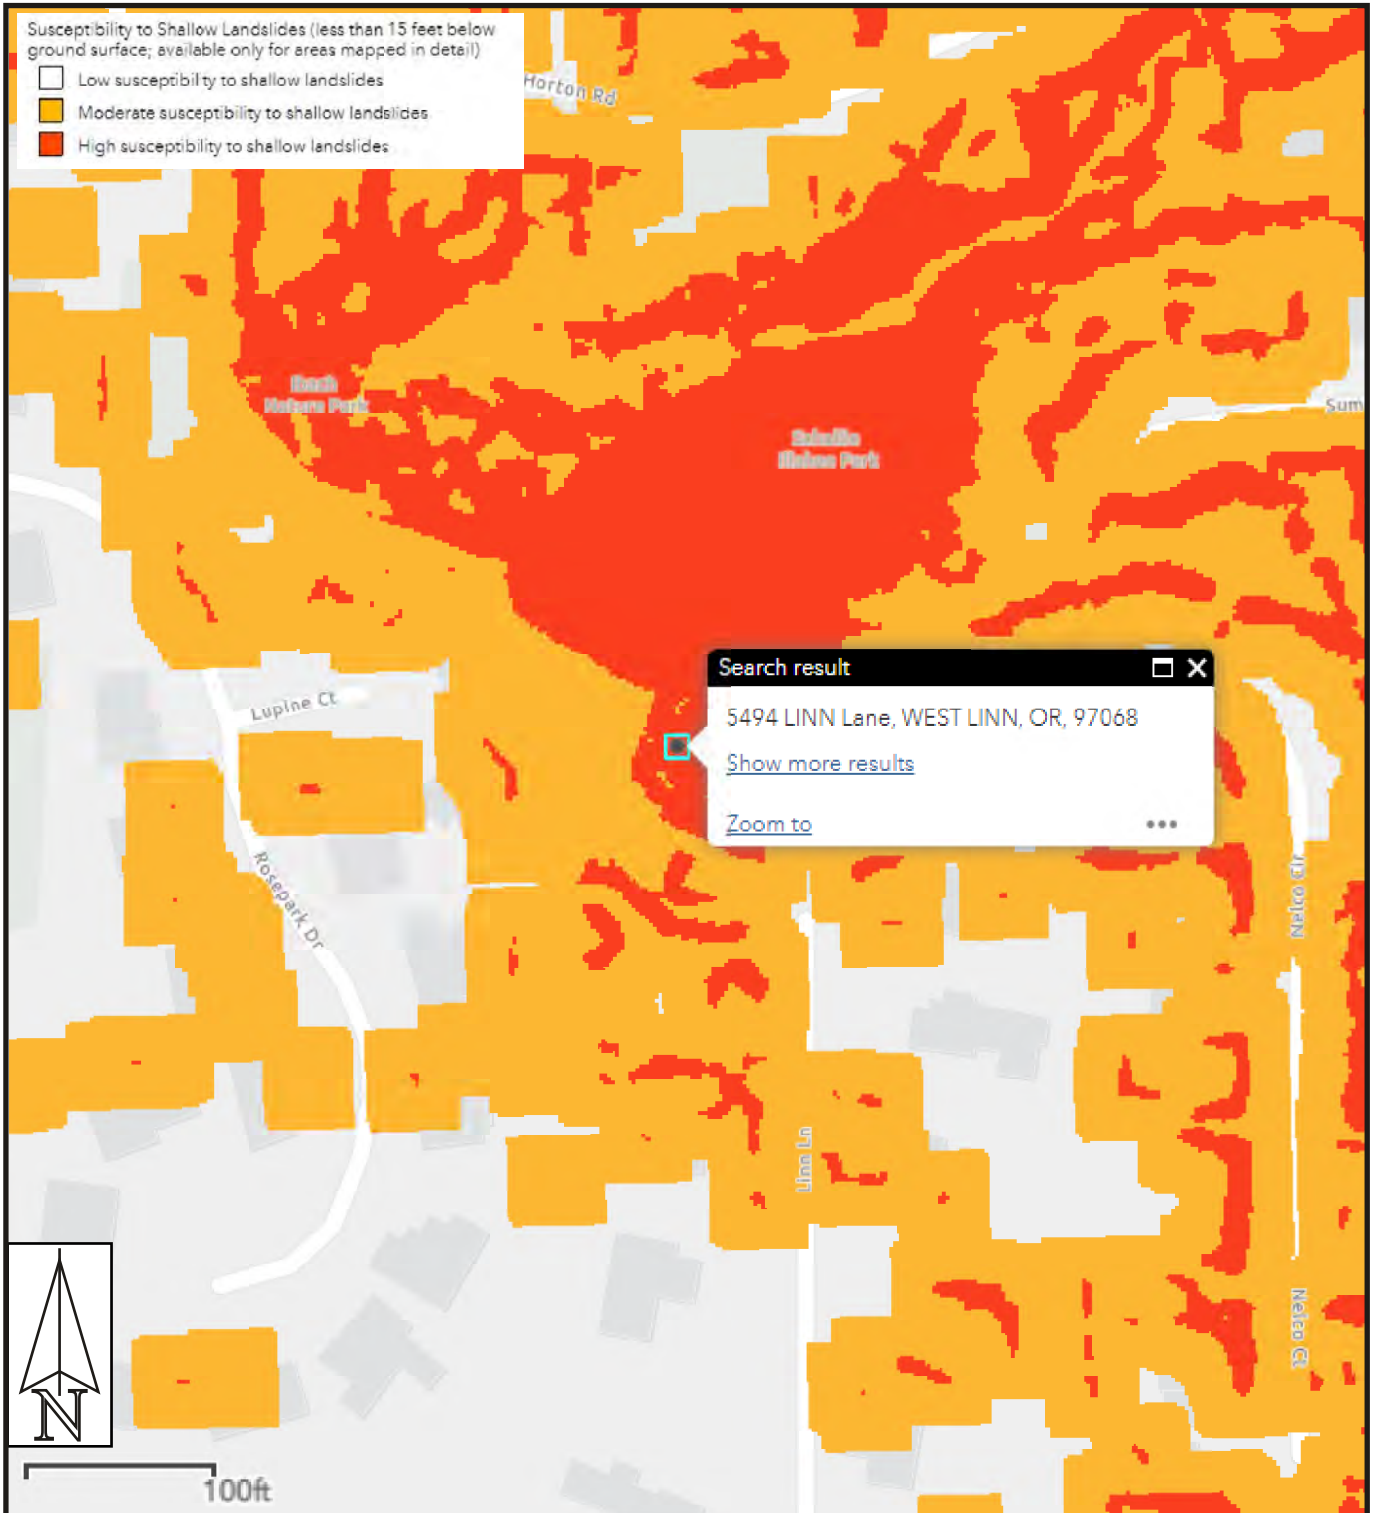 Susceptibility to Shallow Landslides (less than 15 feet below
ground surface; available only for areas mapped in detail)
Low susceptibility to shallow landslides
Moderate susceptibility to shallow landslides
High susceptibility to shallow landslides
Horton Rd
Nature Park
Sum
Search result
5494 LINN Lane, WEST LINN, OR, 97068
Show more results
Zoom to
Lupine Ct
Rosepark Dr
Nelco Cir
Linn Ln
Nelco Ct
N
100ft